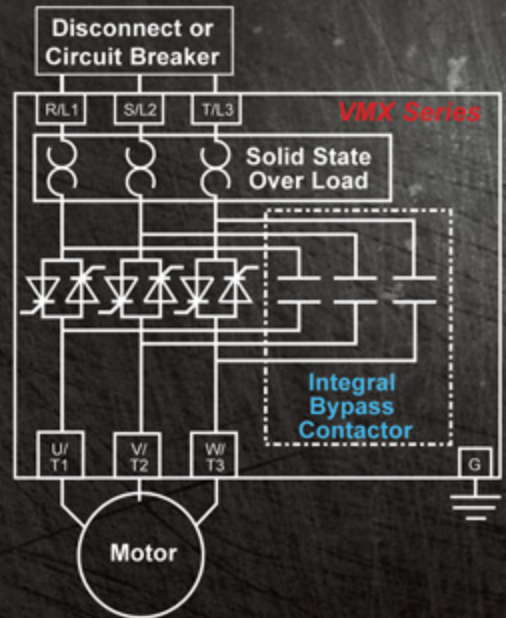 Disconnect or
Circuit Breaker
R/L1 S/L2 T/L3
VMX Series
Solid State
Over Load
Integral
Bypass
Contactor
U/
T1
V/
T2
W/
T3
G
Motor